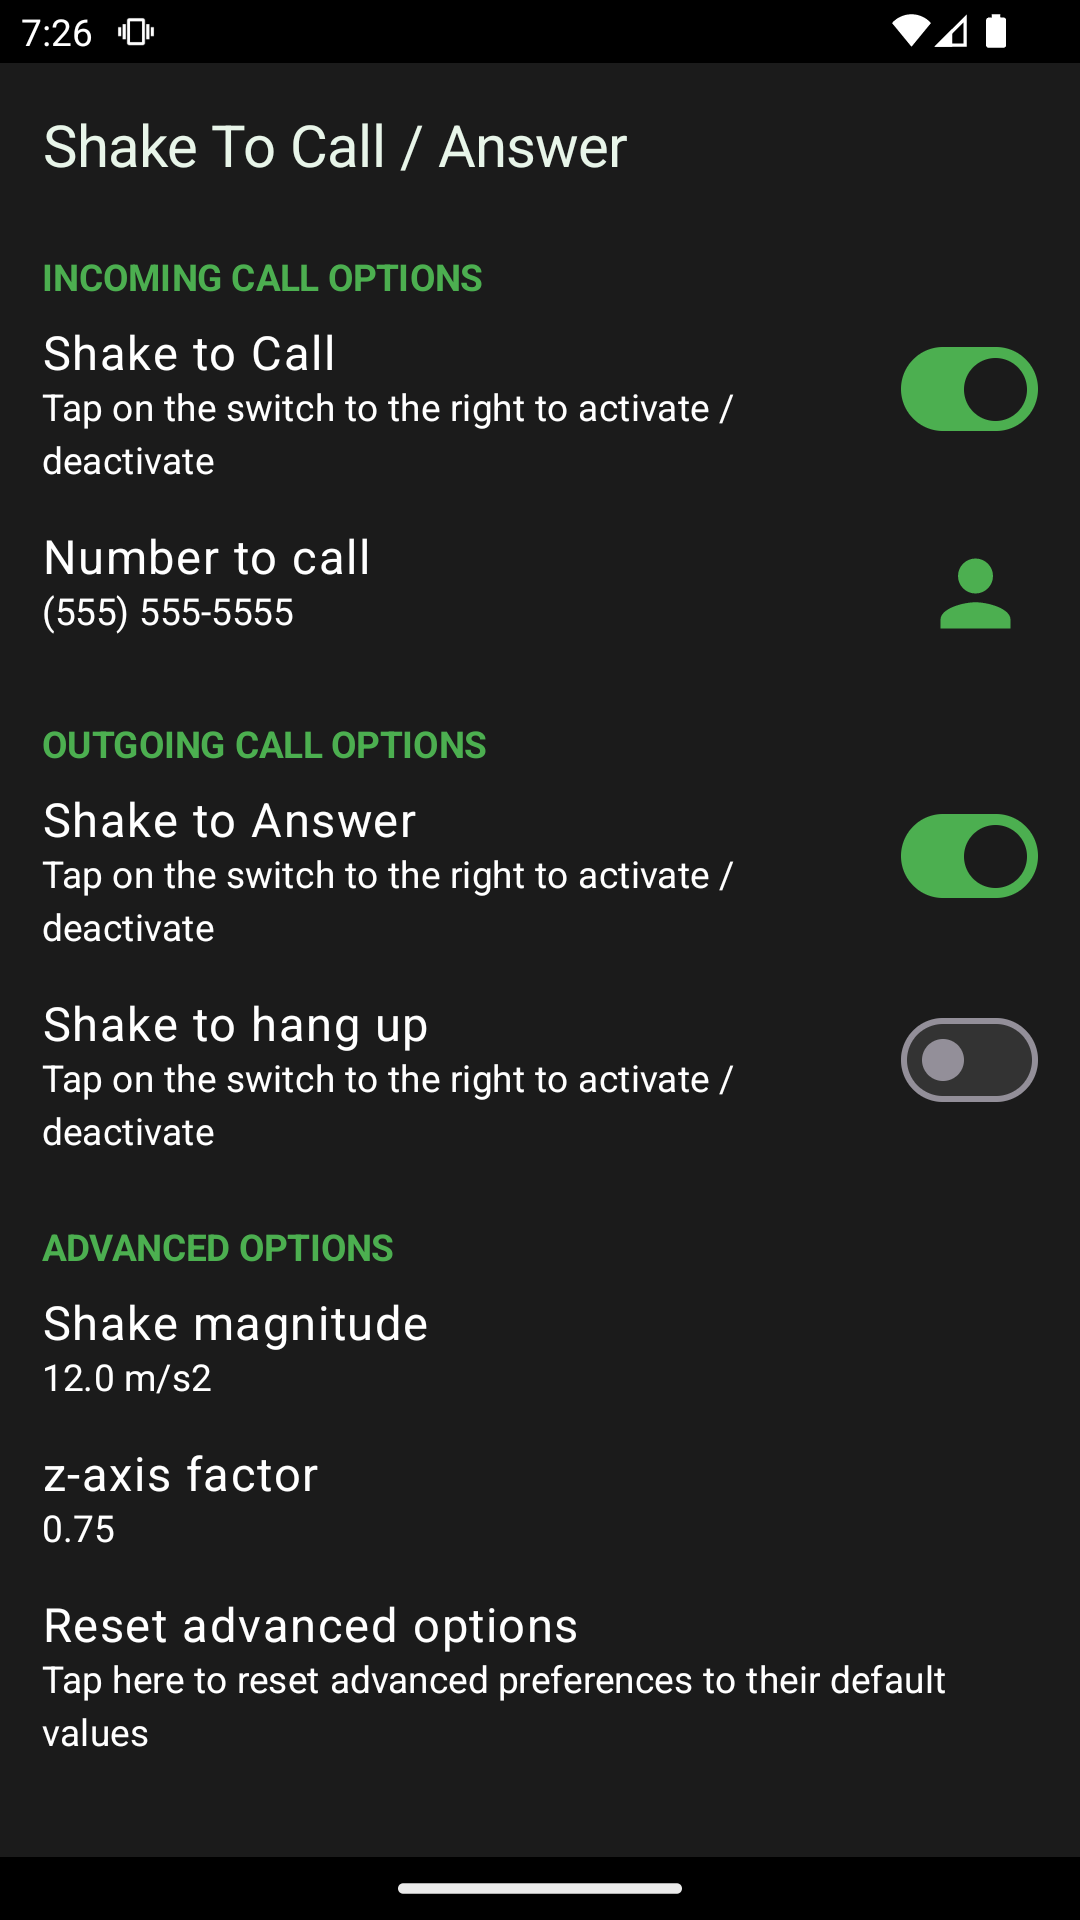 7:26
Shake To Call / Answer
INCOMING CALL OPTIONS
Shake to Call
Tap on the switch to the right to activate /
deactivate
Number to call
(555) 555-5555
OUTGOING CALL OPTIONS
Shake to Answer
Tap on the switch to the right to activate /
deactivate
Shake to hang up
Tap on the switch to the right to activate /
deactivate
ADVANCED OPTIONS
Shake magnitude
12.0 m/s2
z-axis factor
0.75
Reset advanced options
Tap here to reset advanced preferences to their default
values